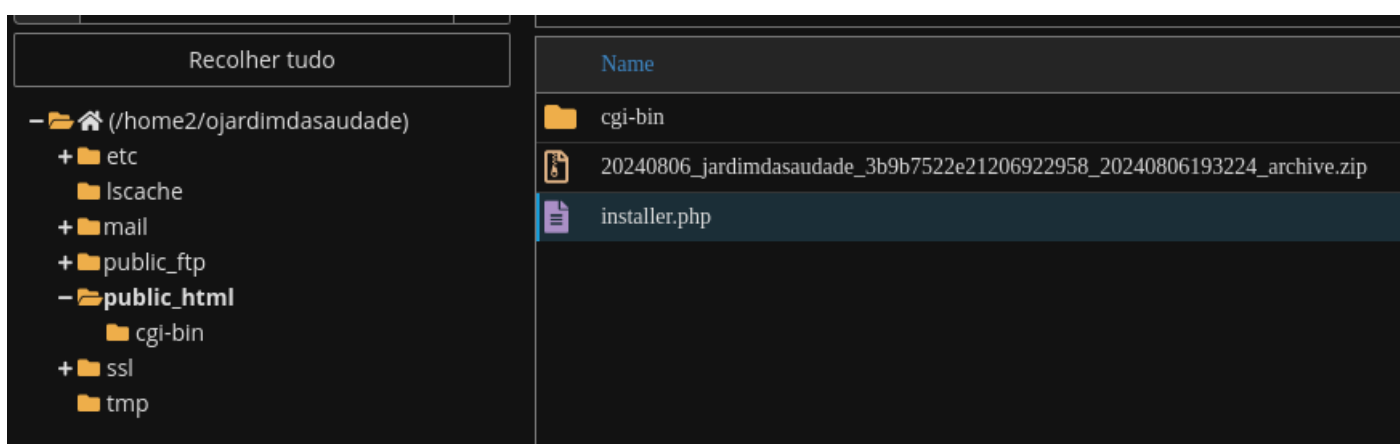 Recolher tudo
(/home2/ojardimdasaudade)
etc
lscache
mail
public_ftp
public_html
cgi-bin
ssl
tmp
Name
cgi-bin
20240806_jardimdasaudade_3b9b7522e21206922958_20240806193224_archive.zip
installer.php